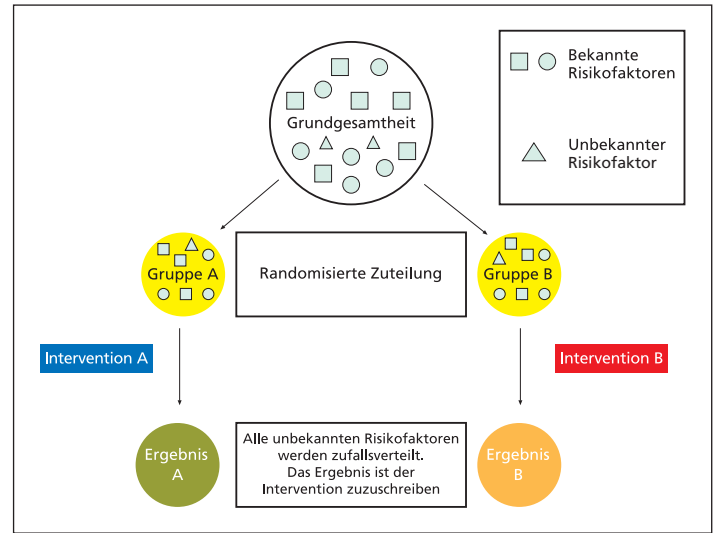 Bekannte
Risikofaktoren
Grundgesamtheit
Unbekannter
Risikofaktor
Gruppe A
Randomisierte Zuteilung
Gruppe B
Intervention A
Intervention B
Ergebnis
A
Alle unbekannten Risikofaktoren
werden zufallsverteilt.
Das Ergebnis ist der
Intervention zuzuschreiben
Ergebnis
B